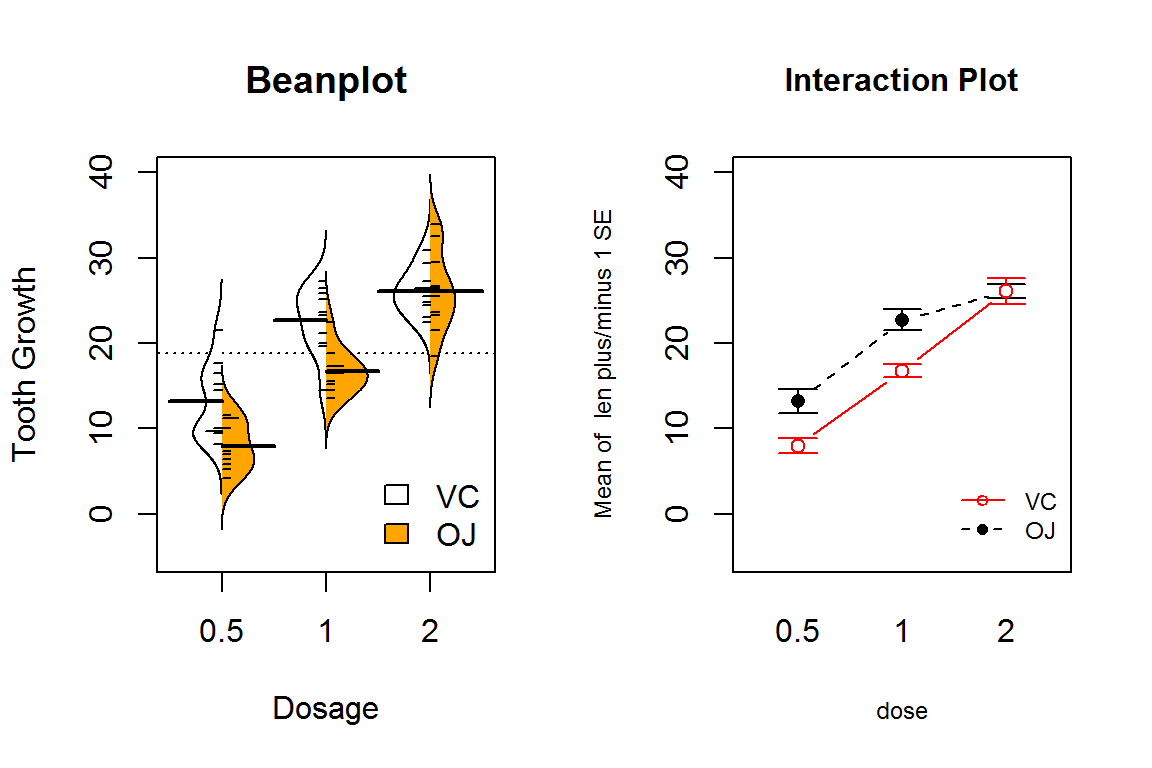 Beanplot
Tooth Growth
40
30
20
10
0
VC
OJ
0.5 1 2
Dosage
Interaction Plot
Mean of len plus/minus 1 SE
40
30
20
10
0
VC
OJ
0.5 1 2
dose